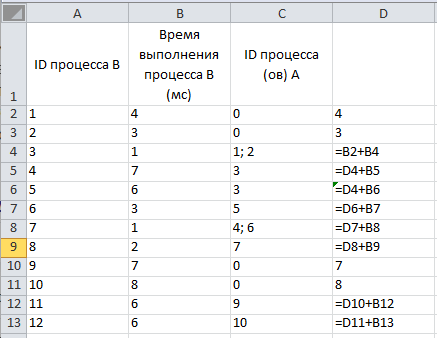 A B C D
1 ID процесса B Время выполнения процесса B (мс) ID процесса (ов) A
2 1 4 0 4
3 2 3 0 3
4 3 1 1; 2 =B2+B4
5 4 7 3 =D4+B5
6 5 6 3 =D4+B6
7 6 3 5 =D6+B7
8 7 1 4; 6 =D7+B8
9 8 2 7 =D8+B9
10 9 7 0 7
11 10 8 0 8
12 11 6 9 =D10+B12
13 12 6 10 =D11+B13